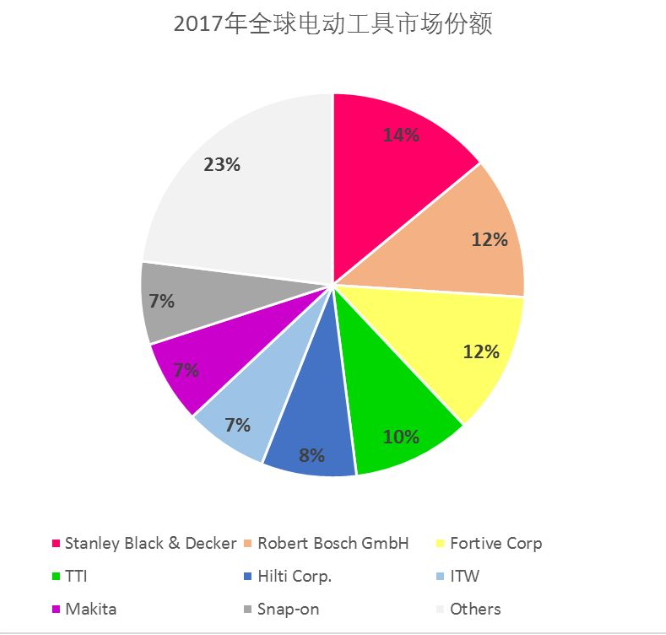 2017年全球电动工具市场份额
14%
12%
12%
10%
8%
7%
7%
7%
23%
Stanley Black & Decker Robert Bosch GmbH Fortive Corp
TTI Hilti Corp. ITW
Makita Snap-on Others